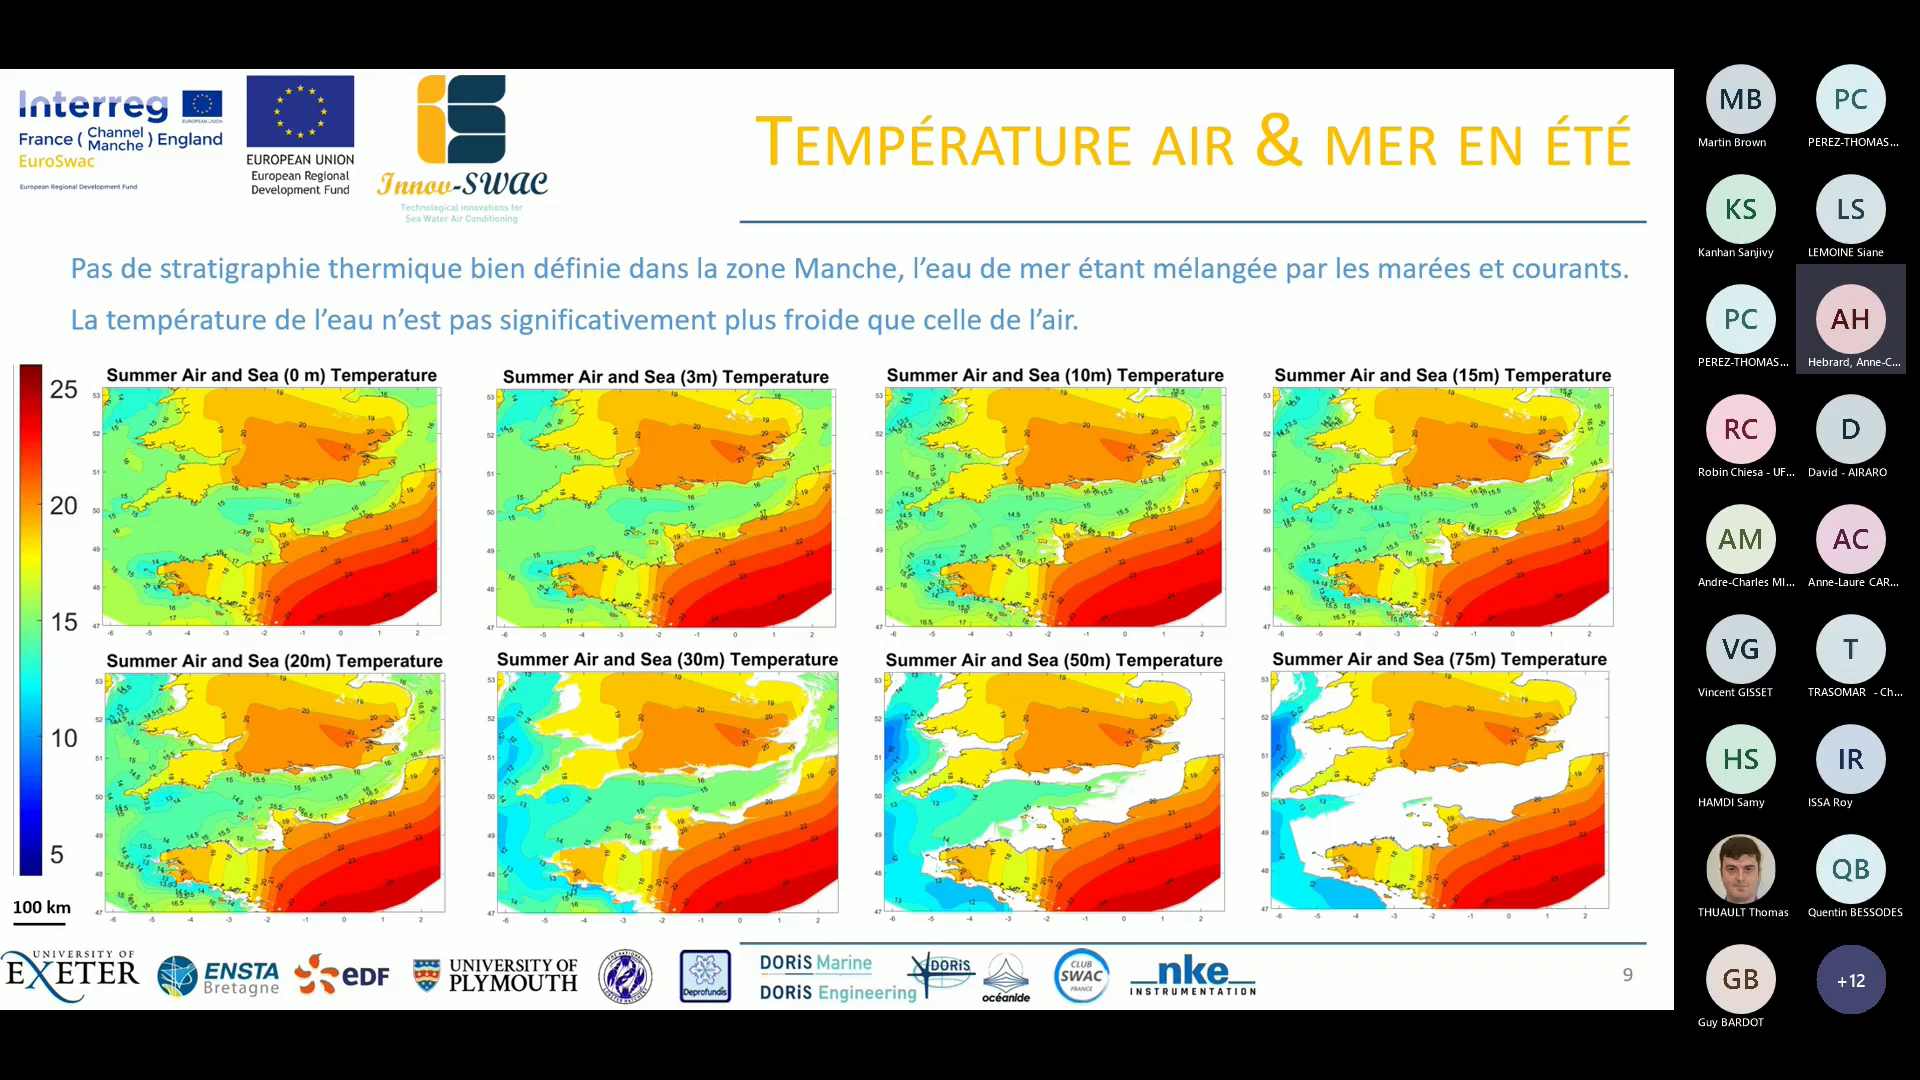 Interreg
EUROPEAN UNION
France ( Channel Manche ) England
EuroSwac
European Regional Development Fund
EUROPEAN UNION
European Regional
Development Fund
Innov-SWAC
Technological innovations for
Sea Water Air Conditioning
TEMPÉRATURE AIR & MER EN ÉTÉ
Pas de stratigraphie thermique bien définie dans la zone Manche, l’eau de mer étant mélangée par les marées et courants.
La température de l’eau n’est pas significativement plus froide que celle de l’air.
25
20
15
10
5
100 km
Summer Air and Sea (0 m) Temperature
Summer Air and Sea (3m) Temperature
Summer Air and Sea (10m) Temperature
Summer Air and Sea (15m) Temperature
Summer Air and Sea (20m) Temperature
Summer Air and Sea (30m) Temperature
Summer Air and Sea (50m) Temperature
Summer Air and Sea (75m) Temperature
UNIVERSITY OF
EXETER
ENSTA
Bretagne
eDF
UNIVERSITY OF
PLYMOUTH
Deprofundis
DORiS Marine
DORiS Engineering
DORIS
océanide
CLUB
SWAC
FRANCE
nke
INSTRUMENTATION
9
MB
Martin Brown
PC
PEREZ-THOMAS...
KS
Kanhan Sanjivy
LS
LEMOINE Siane
PC
PEREZ-THOMAS...
AH
Hebrard, Anne-C...
RC
Robin Chiesa - UF...
D
David - AIRARO
AM
Andre-Charles MI...
AC
Anne-Laure CAR...
VG
Vincent GISSET
T
TRASOMAR - Ch...
HS
HAMDI Samy
IR
ISSA Roy
THUAULT Thomas
QB
Quentin BESSODES
GB
Guy BARDOT
+12